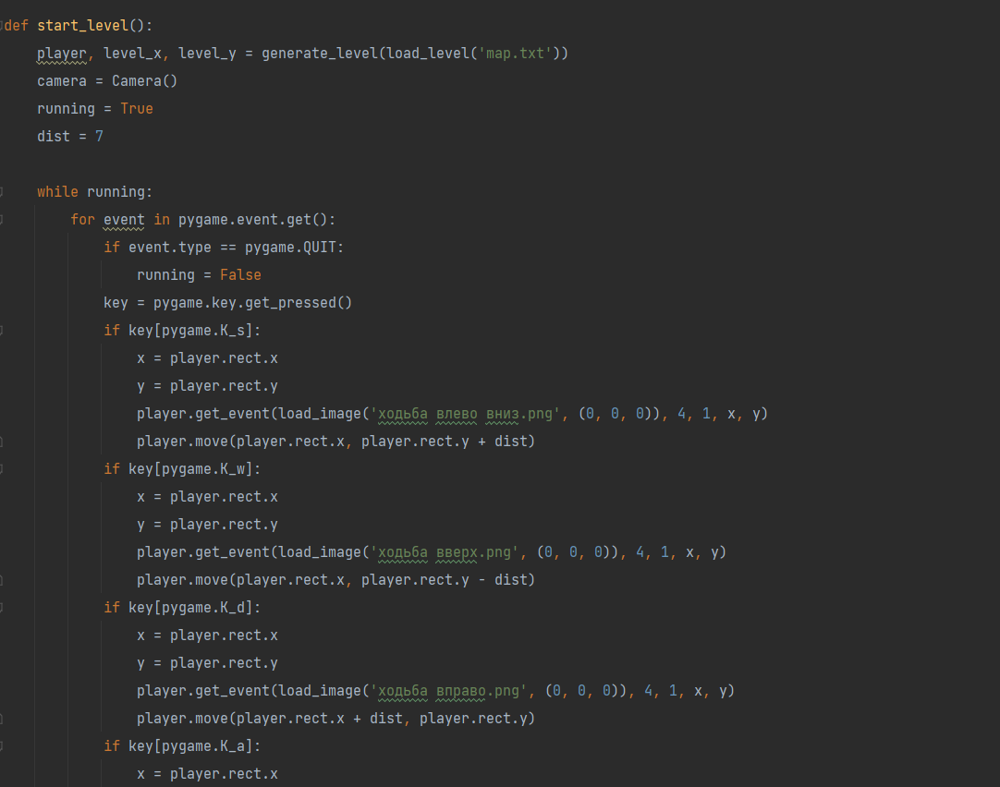 def start_level():
    player, level_x, level_y = generate_level(load_level('map.txt'))
    camera = Camera()
    running = True
    dist = 7

    while running:
        for event in pygame.event.get():
            if event.type == pygame.QUIT:
                running = False
            key = pygame.key.get_pressed()
            if key[pygame.K_s]:
                x = player.rect.x
                y = player.rect.y
                player.get_event(load_image('ходьба влево вниз.png', (0, 0, 0)), 4, 1, x, y)
                player.move(player.rect.x, player.rect.y + dist)
            if key[pygame.K_w]:
                x = player.rect.x
                y = player.rect.y
                player.get_event(load_image('ходьба вверх.png', (0, 0, 0)), 4, 1, x, y)
                player.move(player.rect.x, player.rect.y - dist)
            if key[pygame.K_d]:
                x = player.rect.x
                y = player.rect.y
                player.get_event(load_image('ходьба вправо.png', (0, 0, 0)), 4, 1, x, y)
                player.move(player.rect.x + dist, player.rect.y)
            if key[pygame.K_a]:
                x = player.rect.x